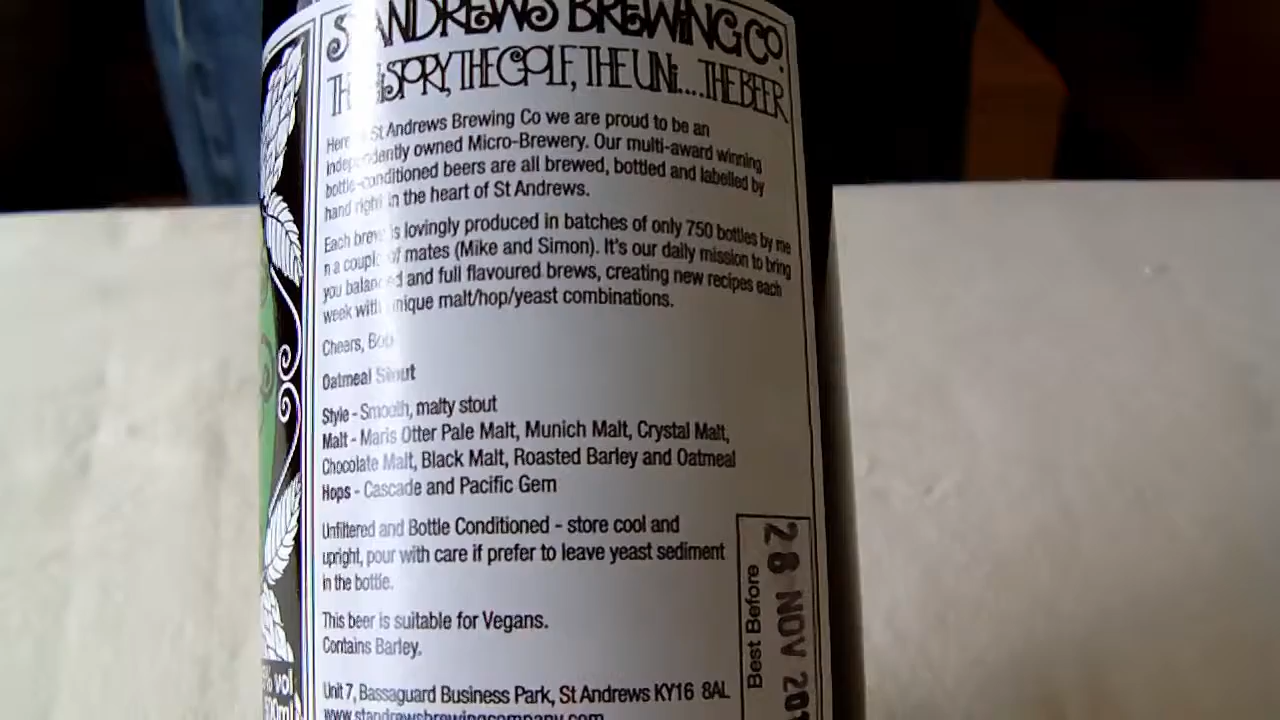 ST ANDREWS BREWING CO.
THE HISTORY, THE GOLF, THE UNI....THE BEER
Here in St Andrews Brewing Co we are proud to be an
independently owned Micro-Brewery. Our multi-award winning
bottle-conditioned beers are all brewed, bottled and labelled by
hand right in the heart of St Andrews.
Each brew is lovingly produced in batches of only 750 bottles by me
n a couple of mates (Mike and Simon). It's our daily mission to bring
you balanced and full flavoured brews, creating new recipes each
week with unique malt/hop/yeast combinations.
Cheers, Bob
Oatmeal Stout
Style - Smooth, malty stout
Malt - Maris Otter Pale Malt, Munich Malt, Crystal Malt,
Chocolate Malt, Black Malt, Roasted Barley and Oatmeal
Hops - Cascade and Pacific Gem
Unfiltered and Bottle Conditioned - store cool and
upright, pour with care if prefer to leave yeast sediment
in the bottle.
This beer is suitable for Vegans.
Contains Barley.
Unit 7, Bassaguard Business Park, St Andrews KY16 8AL
www.standrewsbrewingcompany.com
Best Before
28 NOV
% vol